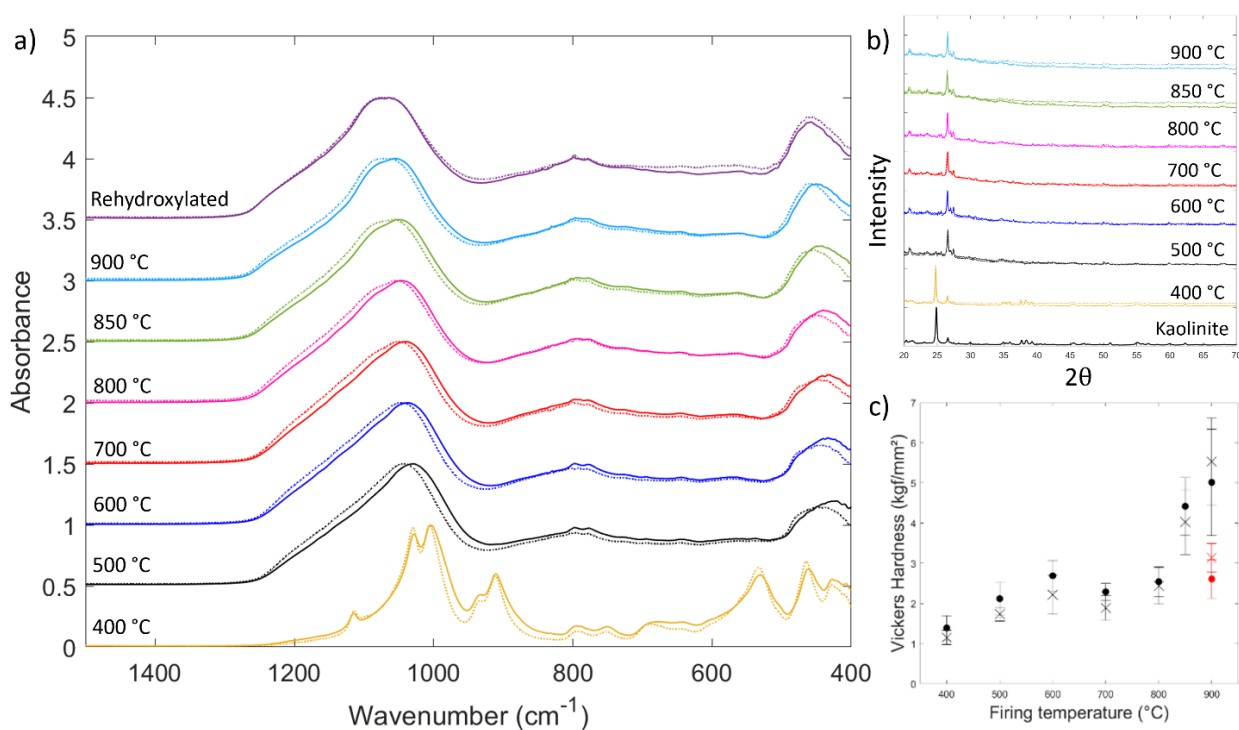 a)
5
4.5
4
3.5
3
2.5
2
1.5
1
0.5
0
Absorbance
Rehydroxylated
900 °C
850 °C
800 °C
700 °C
600 °C
500 °C
400 °C
1400 1200 1000 800 600 400
Wavenumber (cm⁻¹)
b)
900 °C
850 °C
800 °C
700 °C
600 °C
500 °C
400 °C
Kaolinite
Intensity
20 25 30 35 40 45 50 55 60 65 70
2θ
c)
7
6
5
4
3
2
1
0
Vickers Hardness (kgf/mm²)
400 500 600 700 800 900
Firing temperature (°C)